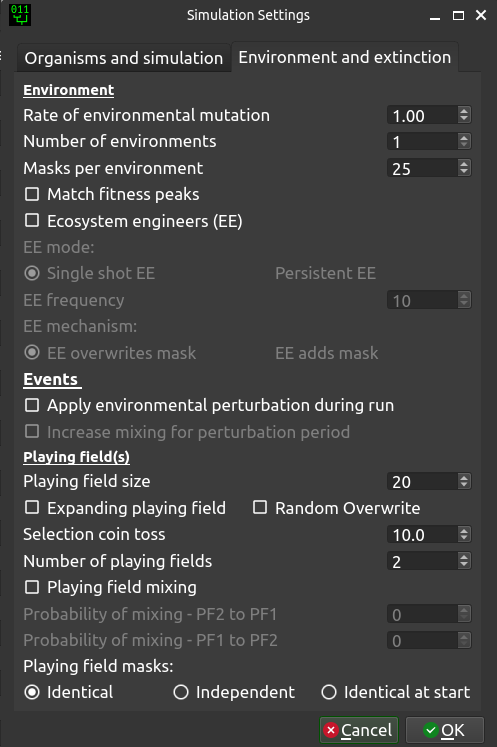 011
Simulation Settings
Organisms and simulation Environment and extinction
Environment
Rate of environmental mutation 1.00
Number of environments 1
Masks per environment 25
Match fitness peaks
Ecosystem engineers (EE)
EE mode:
Single shot EE Persistent EE
EE frequency 10
EE mechanism:
EE overwrites mask EE adds mask
Events
Apply environmental perturbation during run
Increase mixing for perturbation period
Playing field(s)
Playing field size 20
Expanding playing field Random Overwrite
Selection coin toss 10.0
Number of playing fields 2
Playing field mixing
Probability of mixing - PF2 to PF1 0
Probability of mixing - PF1 to PF2 0
Playing field masks:
Identical Independent Identical at start
Cancel OK